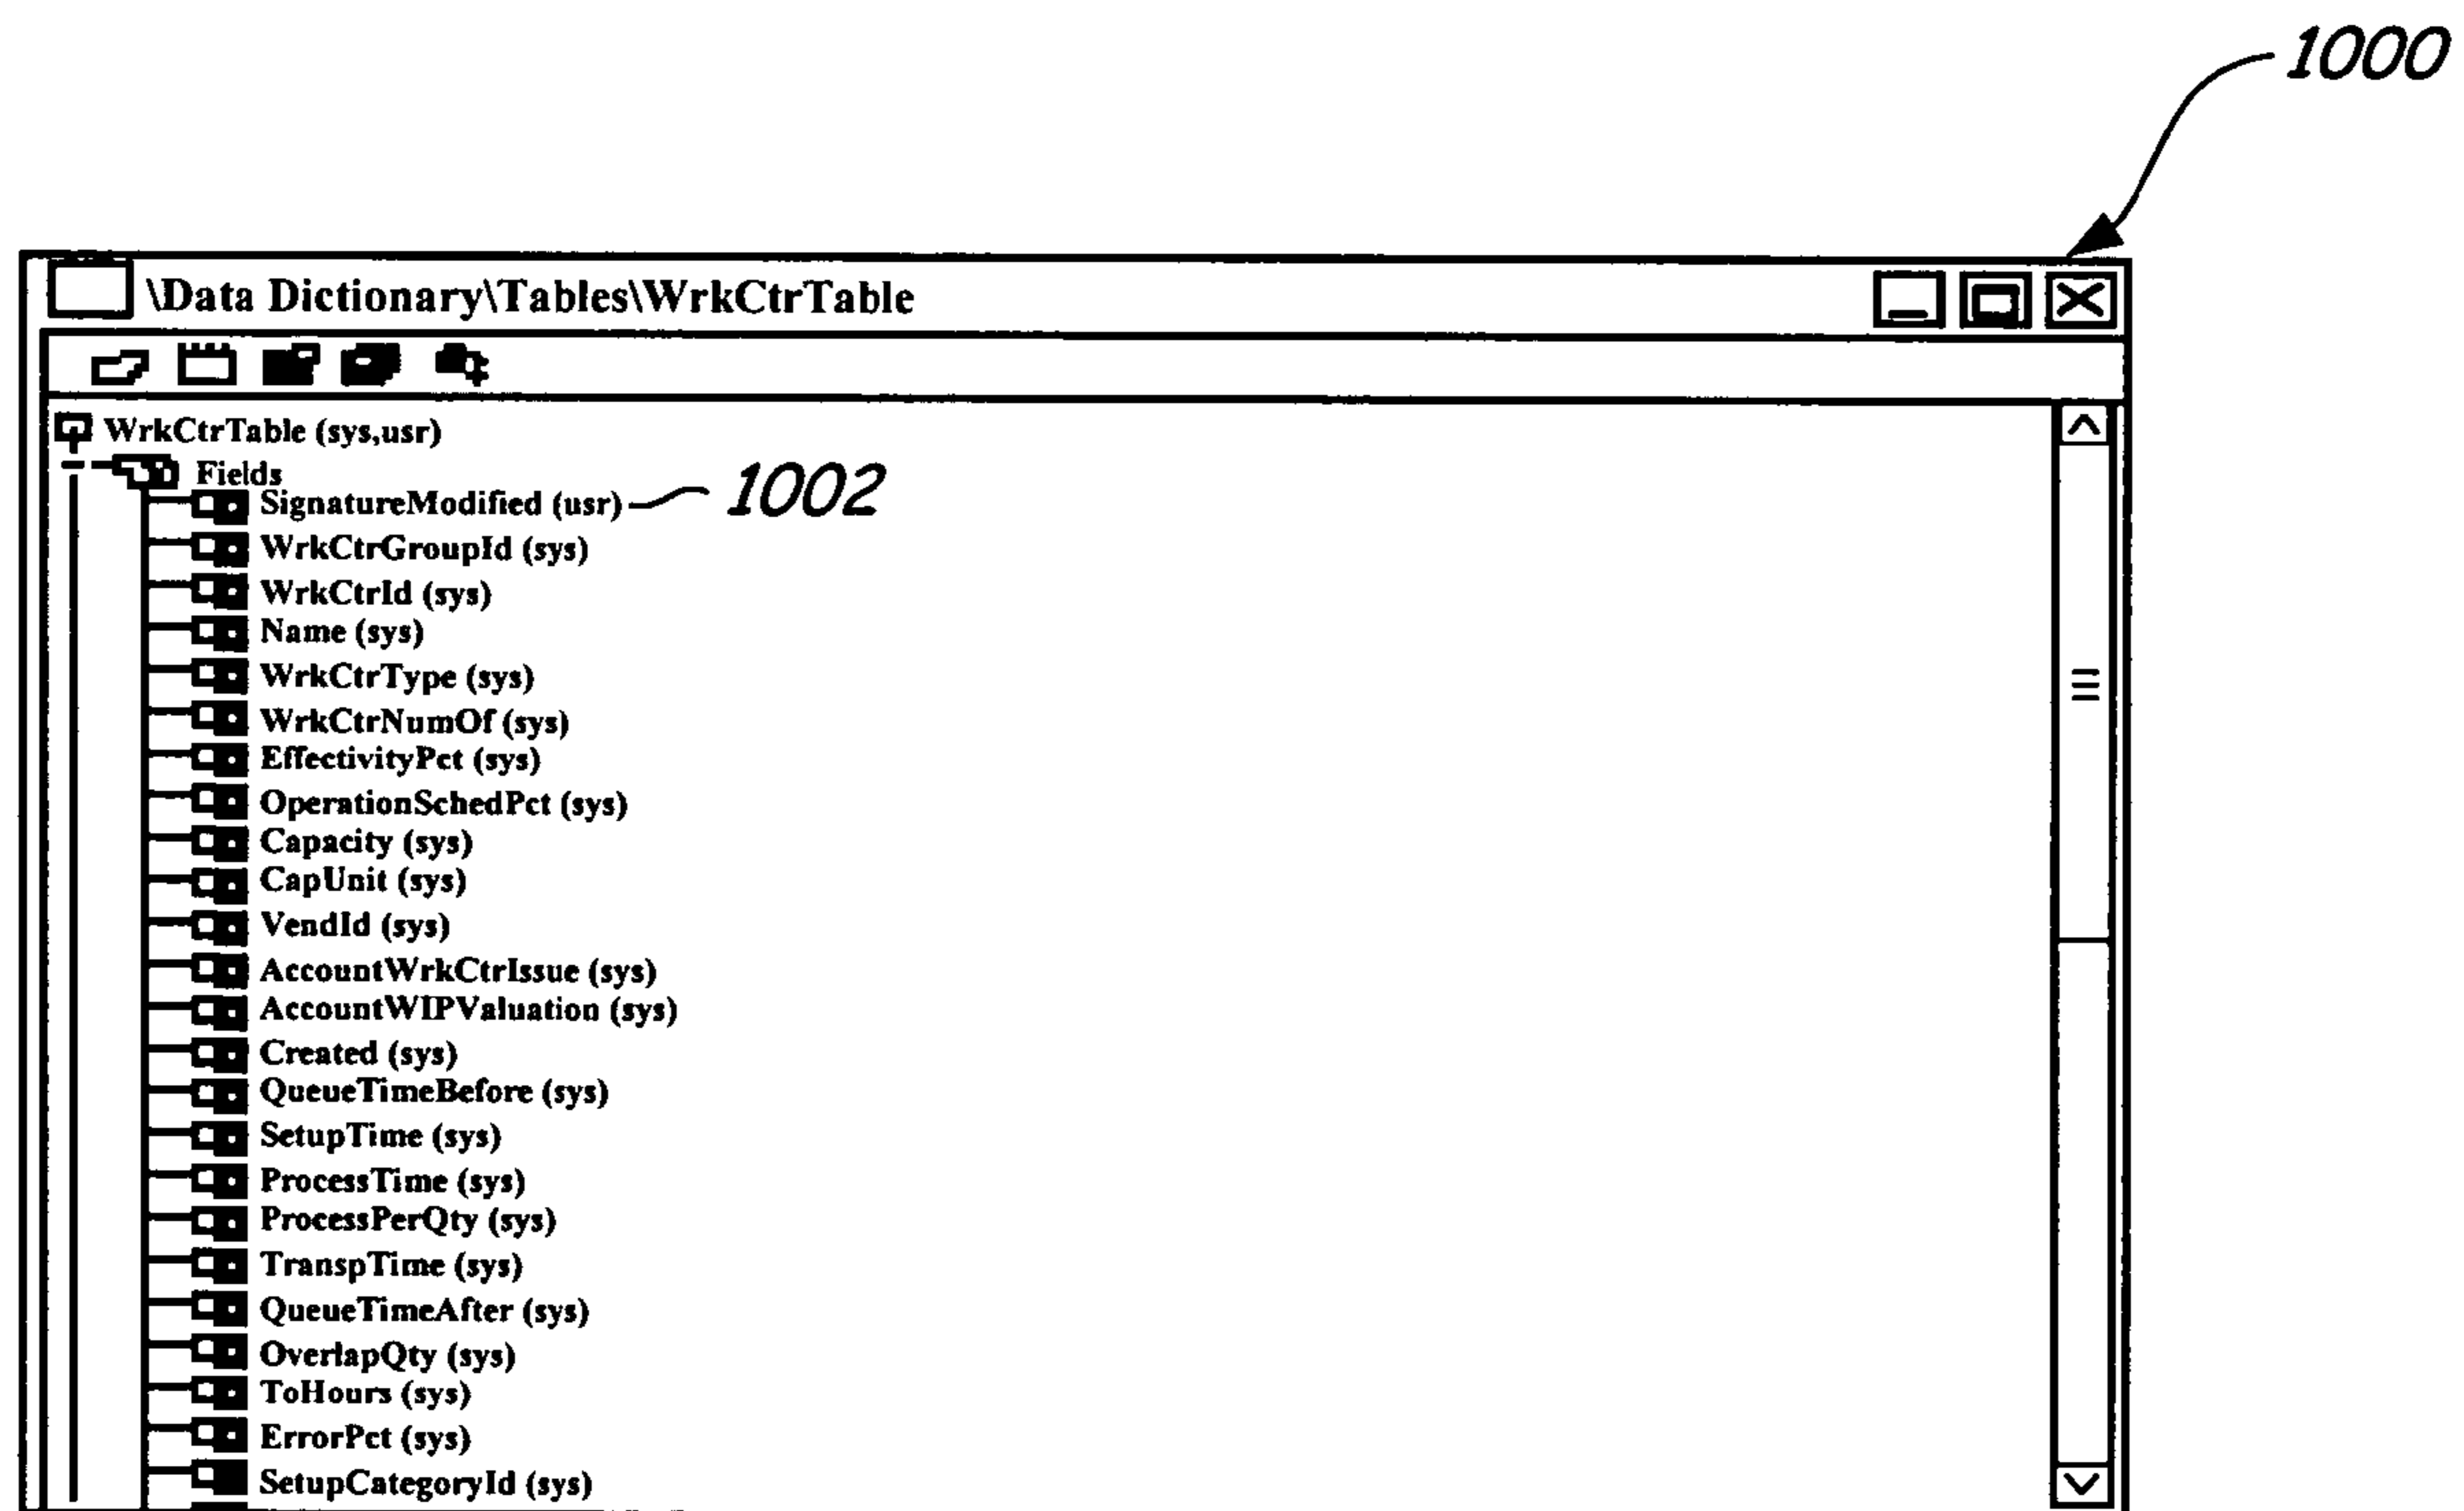 1000
\Data Dictionary\Tables\WrkCtrTable
WrkCtrTable (sys,usr)
Fields
SignatureModified (usr) 1002
WrkCtrGroupId (sys)
WrkCtrId (sys)
Name (sys)
WrkCtrType (sys)
WrkCtrNumOf (sys)
EffectivityPct (sys)
OperationSchedPct (sys)
Capacity (sys)
CapUnit (sys)
VendId (sys)
AccountWrkCtrIssue (sys)
AccountWIPValuation (sys)
Created (sys)
QueueTimeBefore (sys)
SetupTime (sys)
ProcessTime (sys)
ProcessPerQty (sys)
TranspTime (sys)
QueueTimeAfter (sys)
OverlapQty (sys)
ToHours (sys)
ErrorPct (sys)
SetupCategoryId (sys)